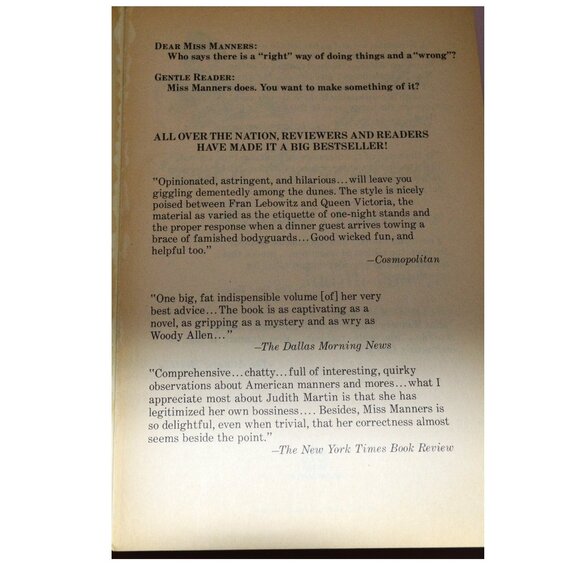 DEAR MISS MANNERS:
Who says there is a "right" way of doing things and a "wrong"?
GENTLE READER:
Miss Manners does. You want to make something of it?
ALL OVER THE NATION, REVIEWERS AND READERS
HAVE MADE IT A BIG BESTSELLER!
"Opinionated, astringent, and hilarious...will leave you
giggling dementedly among the dunes. The style is nicely
poised between Fran Lebowitz and Queen Victoria, the
material as varied as the etiquette of one-night stands and
the proper response when a dinner guest arrives towing a
brace of famished bodyguards...Good wicked fun, and
helpful too."
—Cosmopolitan
"One big, fat indispensible volume [of] her very
best advice...The book is as captivating as a
novel, as gripping as a mystery and as wry as
Woody Allen..."
—The Dallas Morning News
"Comprehensive...chatty...full of interesting, quirky
observations about American manners and mores...what I
appreciate most about Judith Martin is that she has
legitimized her own bossiness.... Besides, Miss Manners is
so delightful, even when trivial, that her correctness almost
seems beside the point."
—The New York Times Book Review